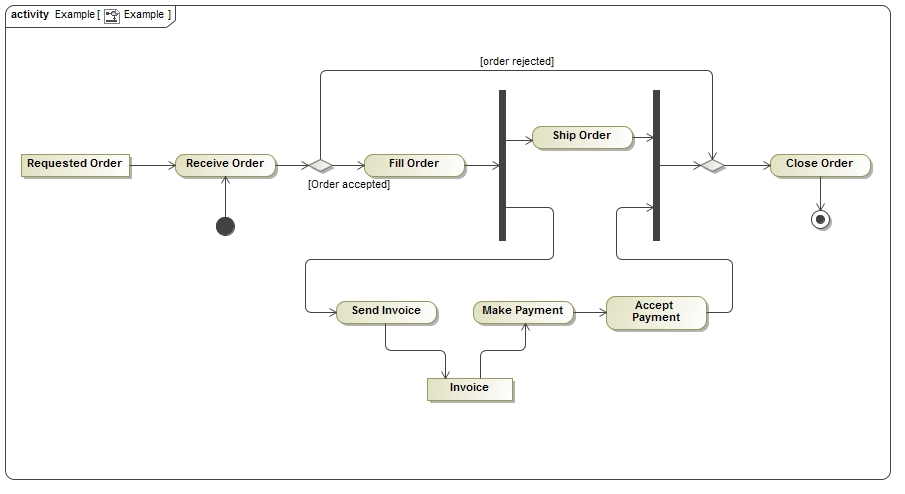 activity Example [ Example ]
[order rejected]
Ship Order
Requested Order
Receive Order
Fill Order
Close Order
[Order accepted]
Send Invoice
Make Payment
Accept
Payment
Invoice